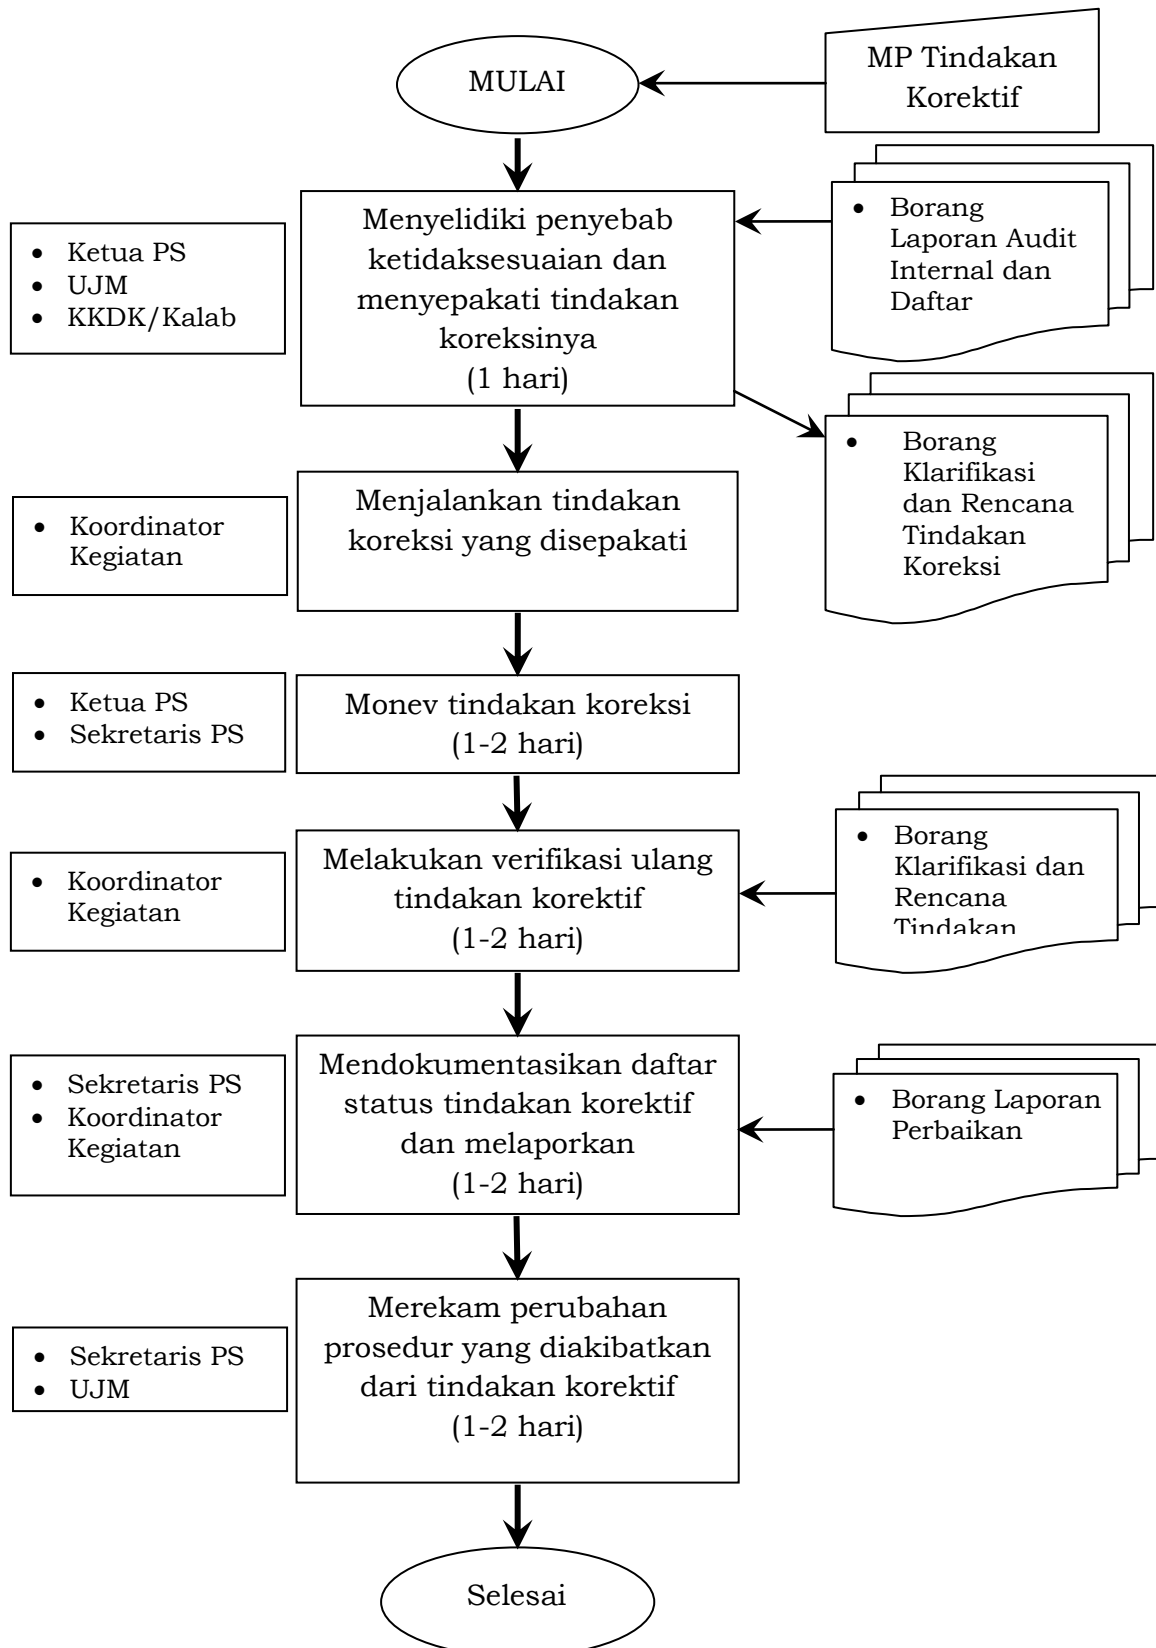 MULAI
MP Tindakan
Korektif
• Ketua PS
• UJM
• KKDK/Kalab
Menyelidiki penyebab
ketidaksesuaian dan
menyepakati tindakan
koreksinya
(1 hari)
• Borang
Laporan Audit
Internal dan
Daftar
• Borang
Klarifikasi
dan Rencana
Tindakan
Koreksi
• Koordinator
Kegiatan
Menjalankan tindakan
koreksi yang disepakati
• Ketua PS
• Sekretaris PS
Monev tindakan koreksi
(1-2 hari)
• Koordinator
Kegiatan
Melakukan verifikasi ulang
tindakan korektif
(1-2 hari)
• Borang
Klarifikasi dan
Rencana
Tindakan
• Sekretaris PS
• Koordinator
Kegiatan
Mendokumentasikan daftar
status tindakan korektif
dan melaporkan
(1-2 hari)
• Borang Laporan
Perbaikan
• Sekretaris PS
• UJM
Merekam perubahan
prosedur yang diakibatkan
dari tindakan korektif
(1-2 hari)
Selesai